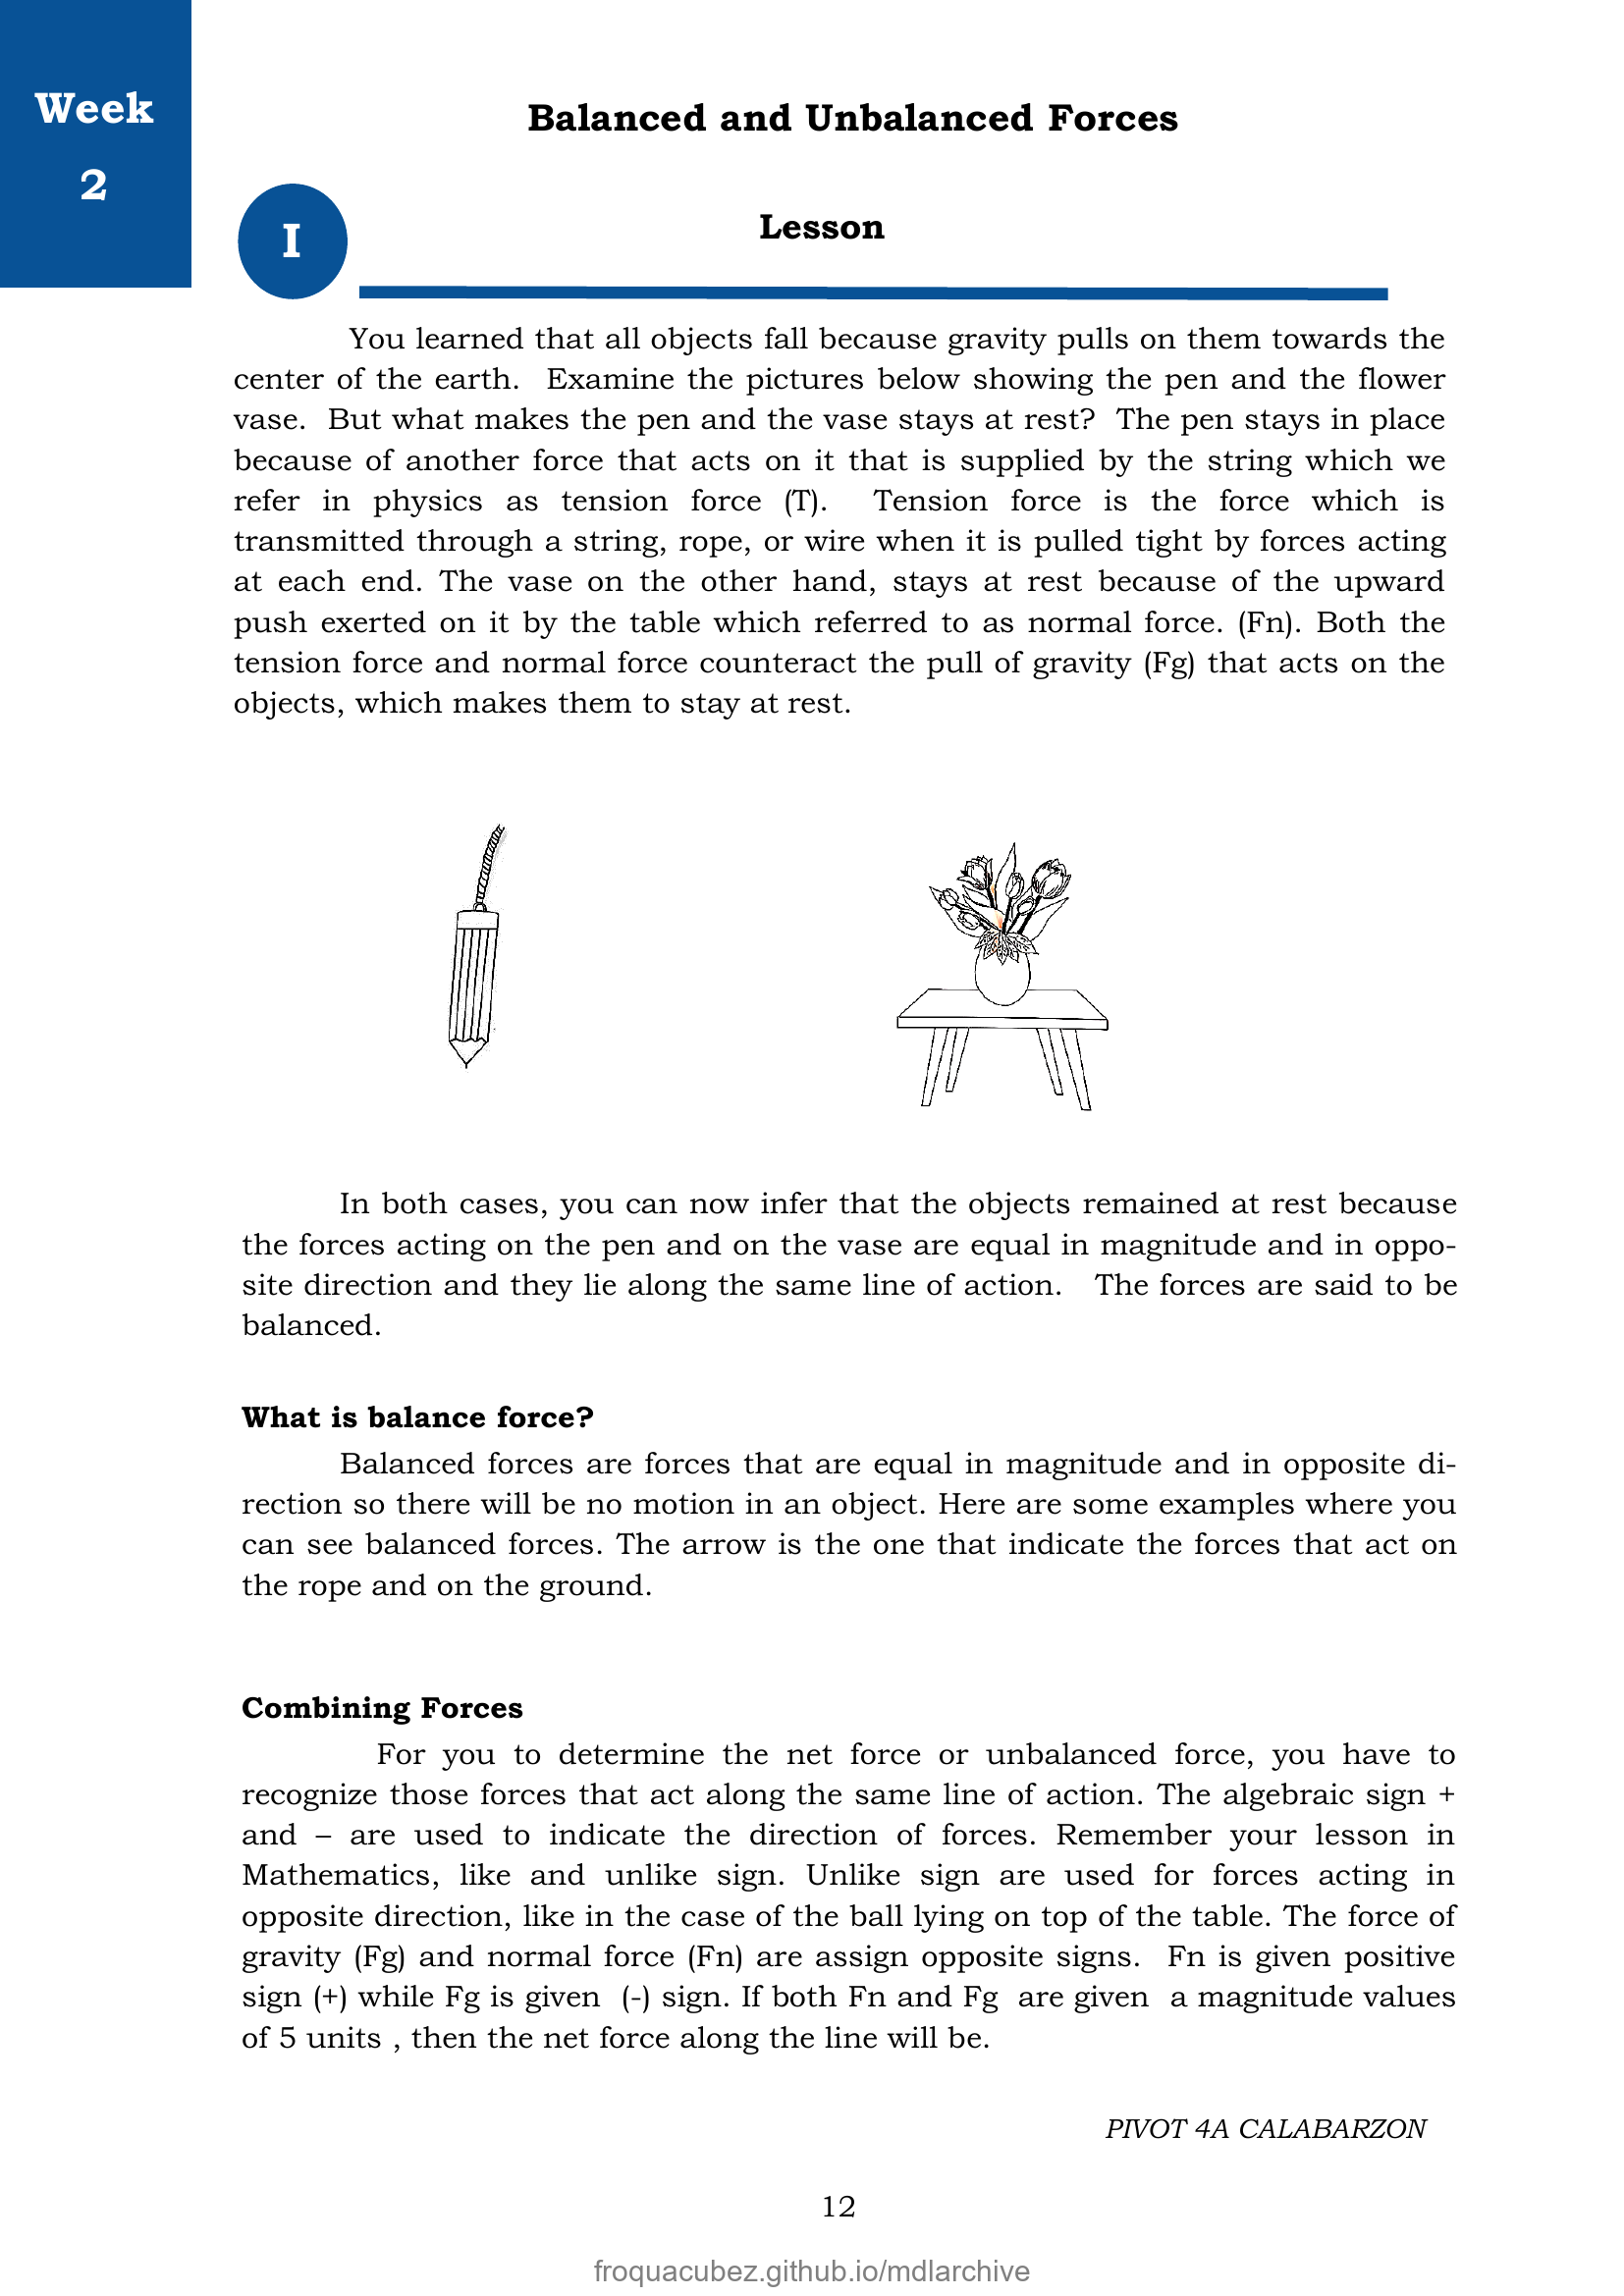 Week
2
Balanced and Unbalanced Forces
I
Lesson
You learned that all objects fall because gravity pulls on them towards the
center of the earth. Examine the pictures below showing the pen and the flower
vase. But what makes the pen and the vase stays at rest? The pen stays in place
because of another force that acts on it that is supplied by the string which we
refer in physics as tension force (T). Tension force is the force which is
transmitted through a string, rope, or wire when it is pulled tight by forces acting
at each end. The vase on the other hand, stays at rest because of the upward
push exerted on it by the table which referred to as normal force. (Fn). Both the
tension force and normal force counteract the pull of gravity (Fg) that acts on the
objects, which makes them to stay at rest.
In both cases, you can now infer that the objects remained at rest because
the forces acting on the pen and on the vase are equal in magnitude and in oppo-
site direction and they lie along the same line of action. The forces are said to be
balanced.
What is balance force?
Balanced forces are forces that are equal in magnitude and in opposite di-
rection so there will be no motion in an object. Here are some examples where you
can see balanced forces. The arrow is the one that indicate the forces that act on
the rope and on the ground.
Combining Forces
For you to determine the net force or unbalanced force, you have to
recognize those forces that act along the same line of action. The algebraic sign +
and – are used to indicate the direction of forces. Remember your lesson in
Mathematics, like and unlike sign. Unlike sign are used for forces acting in
opposite direction, like in the case of the ball lying on top of the table. The force of
gravity (Fg) and normal force (Fn) are assign opposite signs. Fn is given positive
sign (+) while Fg is given (-) sign. If both Fn and Fg are given a magnitude values
of 5 units , then the net force along the line will be.
PIVOT 4A CALABARZON
12
froquacubez.github.io/mdlarchive